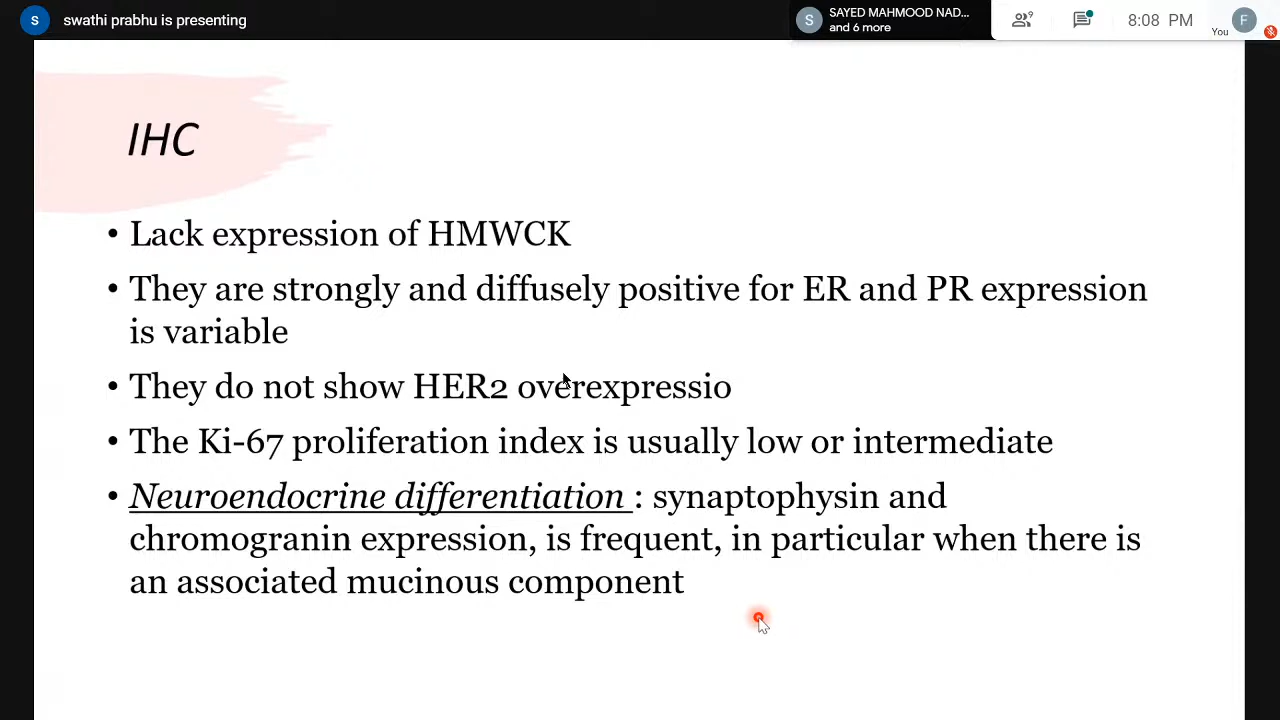 S swathi prabhu is presenting
S SAYED MAHMOOD NAD...
and 6 more
9
8:08 PM
You
F
IHC
• Lack expression of HMWCK
• They are strongly and diffusely positive for ER and PR expression
is variable
• They do not show HER2 overexpressio
• The Ki-67 proliferation index is usually low or intermediate
• Neuroendocrine differentiation : synaptophysin and
chromogranin expression, is frequent, in particular when there is
an associated mucinous component